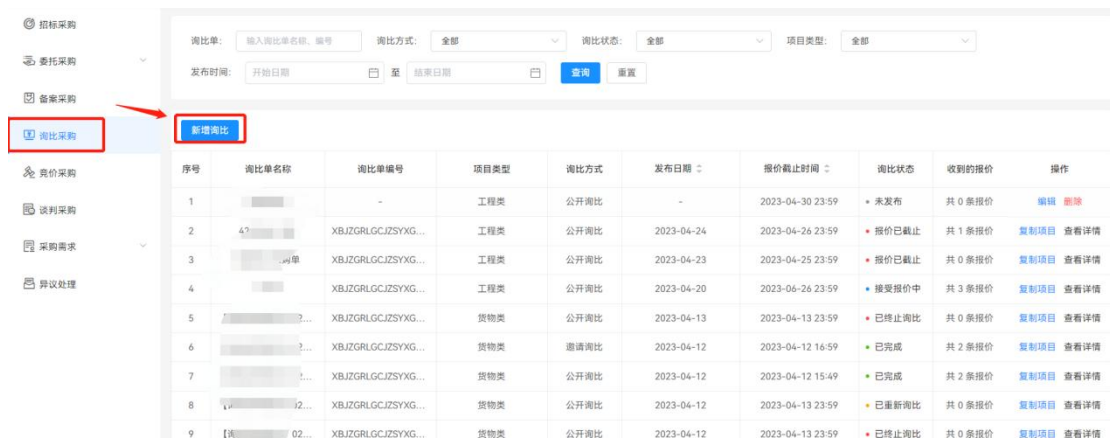 招标采购
委托采购
备案采购
询比采购
竞价采购
谈判采购
采购需求
异议处理
询比单: 输入询比单名称、编号 询比方式: 全部 询比状态: 全部 项目类型: 全部
发布时间: 开始日期 至 结束日期 查询 重置
新增询比
序号 询比单名称 询比单编号 项目类型 询比方式 发布日期 报价截止时间 询比状态 收到的报价 操作
1 - 工程类 公开询比 - 2023-04-30 23:59 未发布 共 0 条报价 编辑 删除
2 XBJZGRLGCJZSYXG... 工程类 公开询比 2023-04-24 2023-04-26 23:59 报价已截止 共 1 条报价 复制项目 查看详情
3 XBJZGRLGCJZSYXG... 工程类 公开询比 2023-04-23 2023-04-25 23:59 报价已截止 共 0 条报价 复制项目 查看详情
4 XBJZGRLGCJZSYXG... 工程类 公开询比 2023-04-20 2023-06-26 23:59 接受报价中 共 3 条报价 复制项目 查看详情
5 XBJZGRLGCJZSYXG... 货物类 公开询比 2023-04-13 2023-04-13 23:59 已终止询比 共 0 条报价 复制项目 查看详情
6 XBJZGRLGCJZSYXG... 货物类 邀请询比 2023-04-12 2023-04-12 16:59 已完成 共 2 条报价 复制项目 查看详情
7 XBJZGRLGCJZSYXG... 货物类 公开询比 2023-04-12 2023-04-12 15:49 已完成 共 2 条报价 复制项目 查看详情
8 XBJZGRLGCJZSYXG... 货物类 公开询比 2023-04-12 2023-04-13 23:59 已重新询比 共 0 条报价 复制项目 查看详情
9 02... XBJZGRLGCJZSYXG... 货物类 公开询比 2023-04-12 2023-04-13 23:59 已终止询比 共 0 条报价 复制项目 查看详情